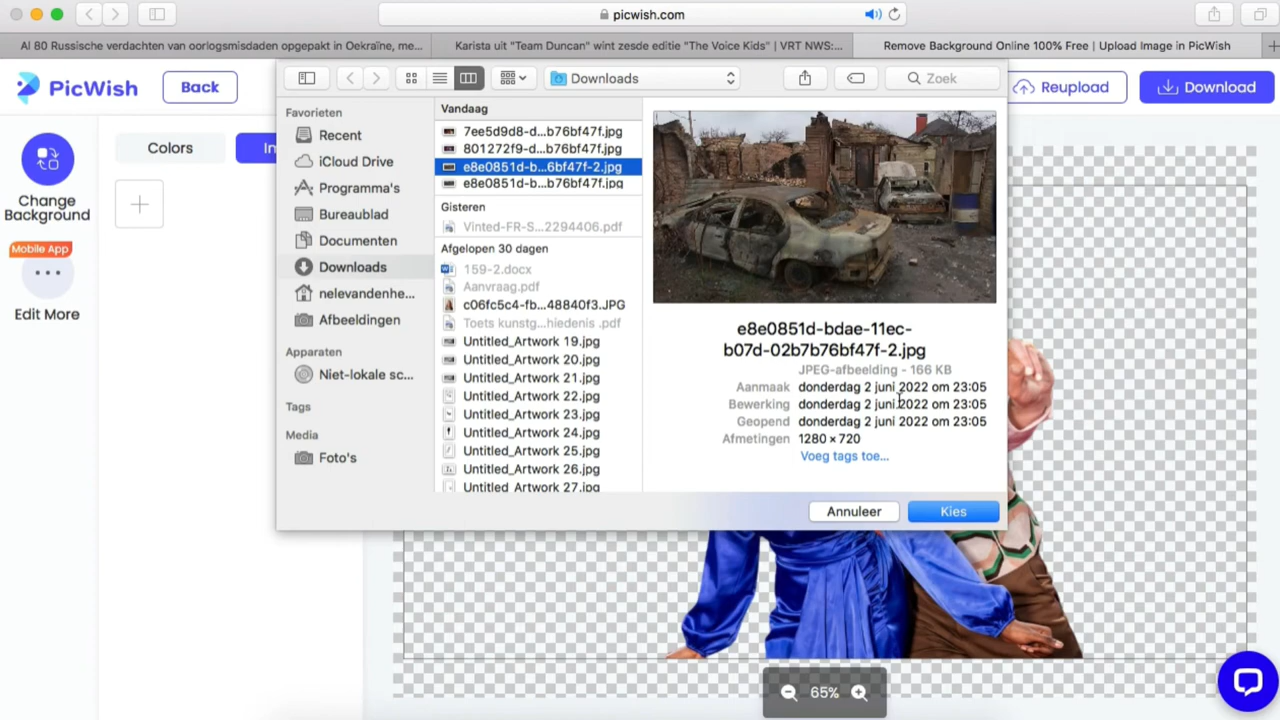 picwish.com
Al 80 Russische verdachten van oorlogsmisdaden opgepakt in Oekraïne, me...
Karista uit "Team Duncan" wint zesde editie "The Voice Kids" | VRT NWS:...
Remove Background Online 100% Free | Upload Image in PicWish
PicWish
Back
Downloads
Zoek
Reupload
Download
Change
Background
Mobile App
Edit More
Colors
Favorieten
Recent
iCloud Drive
Programma's
Bureaublad
Documenten
Downloads
nelevandenhe...
Afbeeldingen
Apparaten
Niet-lokale sc...
Tags
Media
Foto's
Vandaag
7ee5d9d8-d...b76bf47f.jpg
801272f9-d...b76bf47f.jpg
e8e0851d-b...6bf47f-2.jpg
e8e0851d-b...b76bf47f.jpg
Gisteren
Vinted-FR-S...2294406.pdf
Afgelopen 30 dagen
159-2.docx
Aanvraag.pdf
c06fc5c4-fb...48840f3.JPG
Toets kunstg...hiedenis .pdf
Untitled_Artwork 19.jpg
Untitled_Artwork 20.jpg
Untitled_Artwork 21.jpg
Untitled_Artwork 22.jpg
Untitled_Artwork 23.jpg
Untitled_Artwork 24.jpg
Untitled_Artwork 25.jpg
Untitled_Artwork 26.jpg
Untitled_Artwork 27.jpg
e8e0851d-bdae-11ec-
b07d-02b7b76bf47f-2.jpg
JPEG-afbeelding - 166 KB
Aanmaak donderdag 2 juni 2022 om 23:05
Bewerking donderdag 2 juni 2022 om 23:05
Geopend donderdag 2 juni 2022 om 23:05
Afmetingen 1280 × 720
Voeg tags toe...
Annuleer
Kies
65%